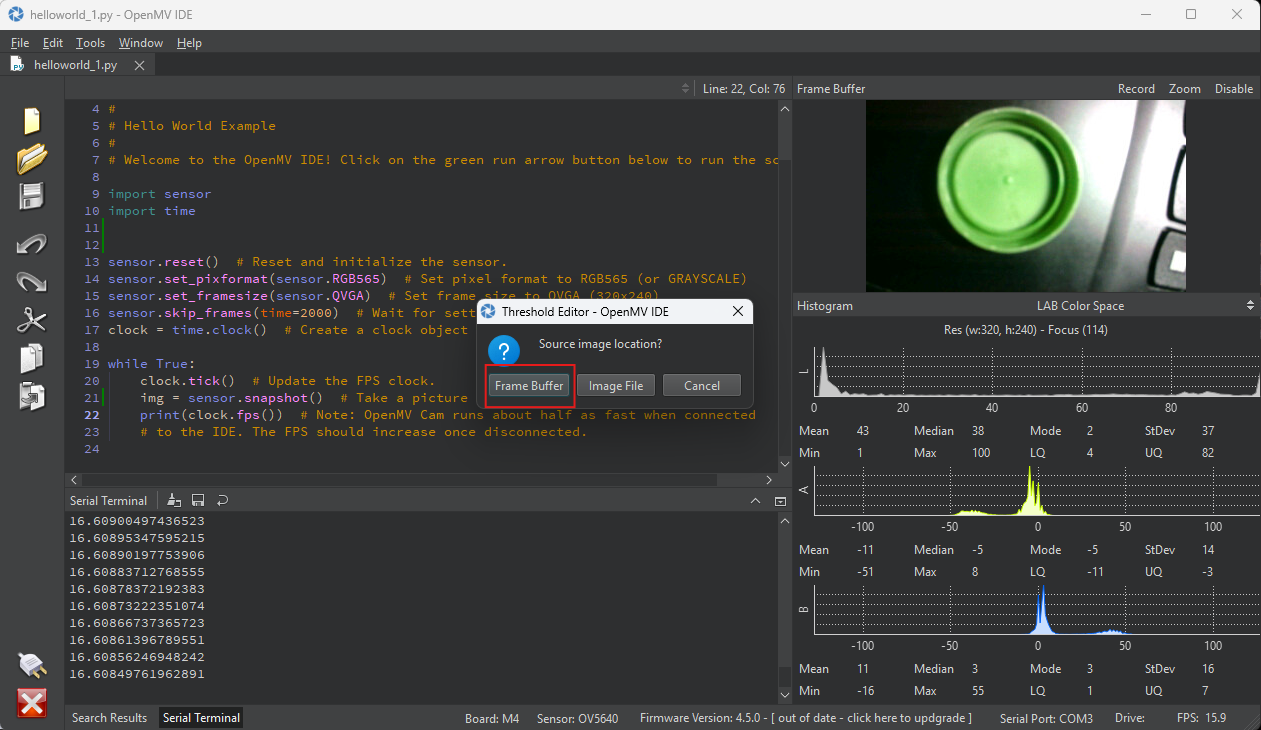 helloworld_1.py - OpenMV IDE
File Edit Tools Window Help
helloworld_1.py
Line: 22, Col: 76
Frame Buffer Record Zoom Disable
4 #
5 # Hello World Example
6 #
7 # Welcome to the OpenMV IDE! Click on the green run arrow button below to run the sc
8
9 import sensor
10 import time
11
12
13 sensor.reset()  # Reset and initialize the sensor.
14 sensor.set_pixformat(sensor.RGB565)  # Set pixel format to RGB565 (or GRAYSCALE)
15 sensor.set_framesize(sensor.QVGA)  # Set frame size to QVGA (320x240)
16 sensor.skip_frames(time=2000)  # Wait for sett
17 clock = time.clock()  # Create a clock object
18
19 while True:
20     clock.tick()  # Update the FPS clock.
21     img = sensor.snapshot()  # Take a picture
22     print(clock.fps())  # Note: OpenMV Cam runs about half as fast when connected
23     # to the IDE. The FPS should increase once disconnected.
24
Threshold Editor - OpenMV IDE
Source image location?
Frame Buffer Image File Cancel
Histogram LAB Color Space
Res (w:320, h:240) - Focus (114)
L
0 20 40 60 80
Mean 43 Median 38 Mode 2 StDev 37
Min 1 Max 100 LQ 4 UQ 82
A
-100 -50 0 50 100
Mean -11 Median -5 Mode -5 StDev 14
Min -51 Max 8 LQ -11 UQ -3
B
-100 -50 0 50 100
Mean 11 Median 3 Mode 3 StDev 16
Min -16 Max 55 LQ 1 UQ 7
Serial Terminal
16.60900497436523
16.60895347595215
16.60890197753906
16.60883712768555
16.60878372192383
16.60873222351074
16.60866737365723
16.60861396789551
16.60856246948242
16.60849761962891
Search Results Serial Terminal
Board: M4 Sensor: OV5640 Firmware Version: 4.5.0 - [ out of date - click here to updgrade ] Serial Port: COM3 Drive: FPS: 15.9